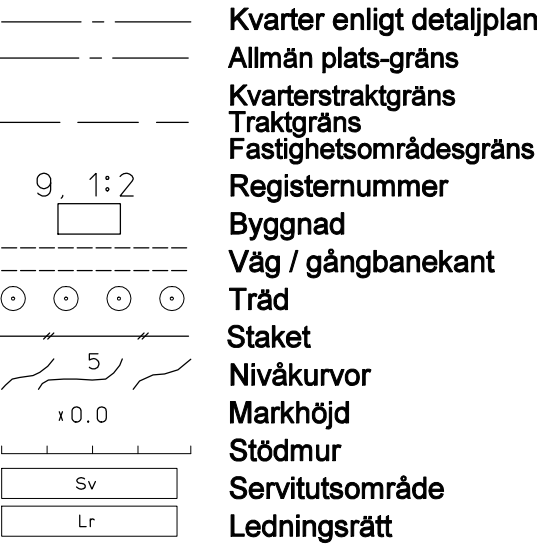 Kvarter enligt detaljplan
Allmän plats-gräns
Kvarterstraktgräns
Traktgräns
Fastighetsområdesgräns
9, 1:2 Registernummer
Byggnad
Väg / gångbanekant
Träd
Staket
5 Nivåkurvor
x0.0 Markhöjd
Stödmur
Sv Servitutsområde
Lr Ledningsrätt